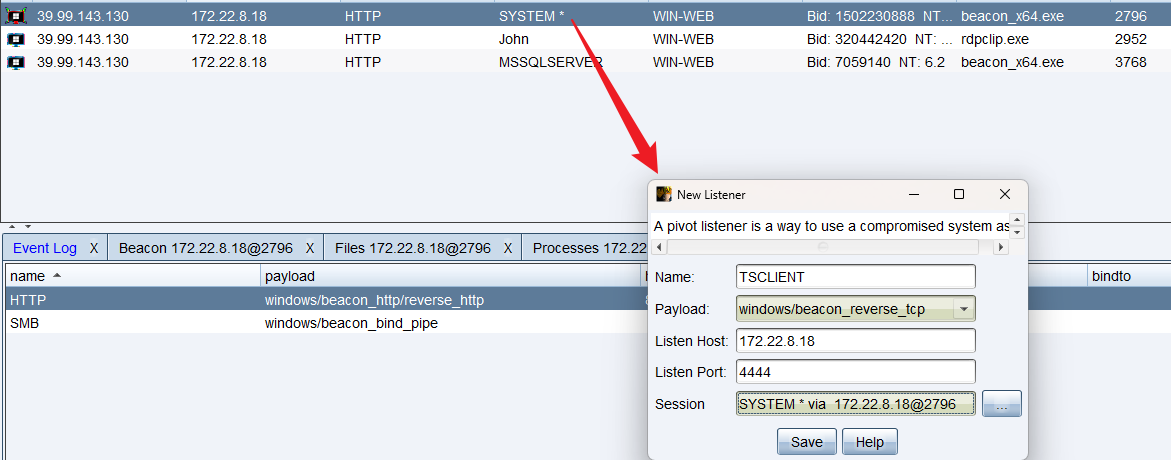 39.99.143.130 172.22.8.18 HTTP SYSTEM * WIN-WEB Bid: 1502230888 NT... beacon_x64.exe 2796
39.99.143.130 172.22.8.18 HTTP John WIN-WEB Bid: 320442420 NT: ... rdpclip.exe 2952
39.99.143.130 172.22.8.18 HTTP MSSQLSERVER WIN-WEB Bid: 7059140 NT: 6.2 beacon_x64.exe 3768
New Listener
A pivot listener is a way to use a compromised system as
Event Log X Beacon 172.22.8.18@2796 X Files 172.22.8.18@2796 X Processes 172.22
name payload bindto
HTTP windows/beacon_http/reverse_http
SMB windows/beacon_bind_pipe
Name: TSCLIENT
Payload: windows/beacon_reverse_tcp
Listen Host: 172.22.8.18
Listen Port: 4444
Session SYSTEM * via 172.22.8.18@2796 ...
Save Help